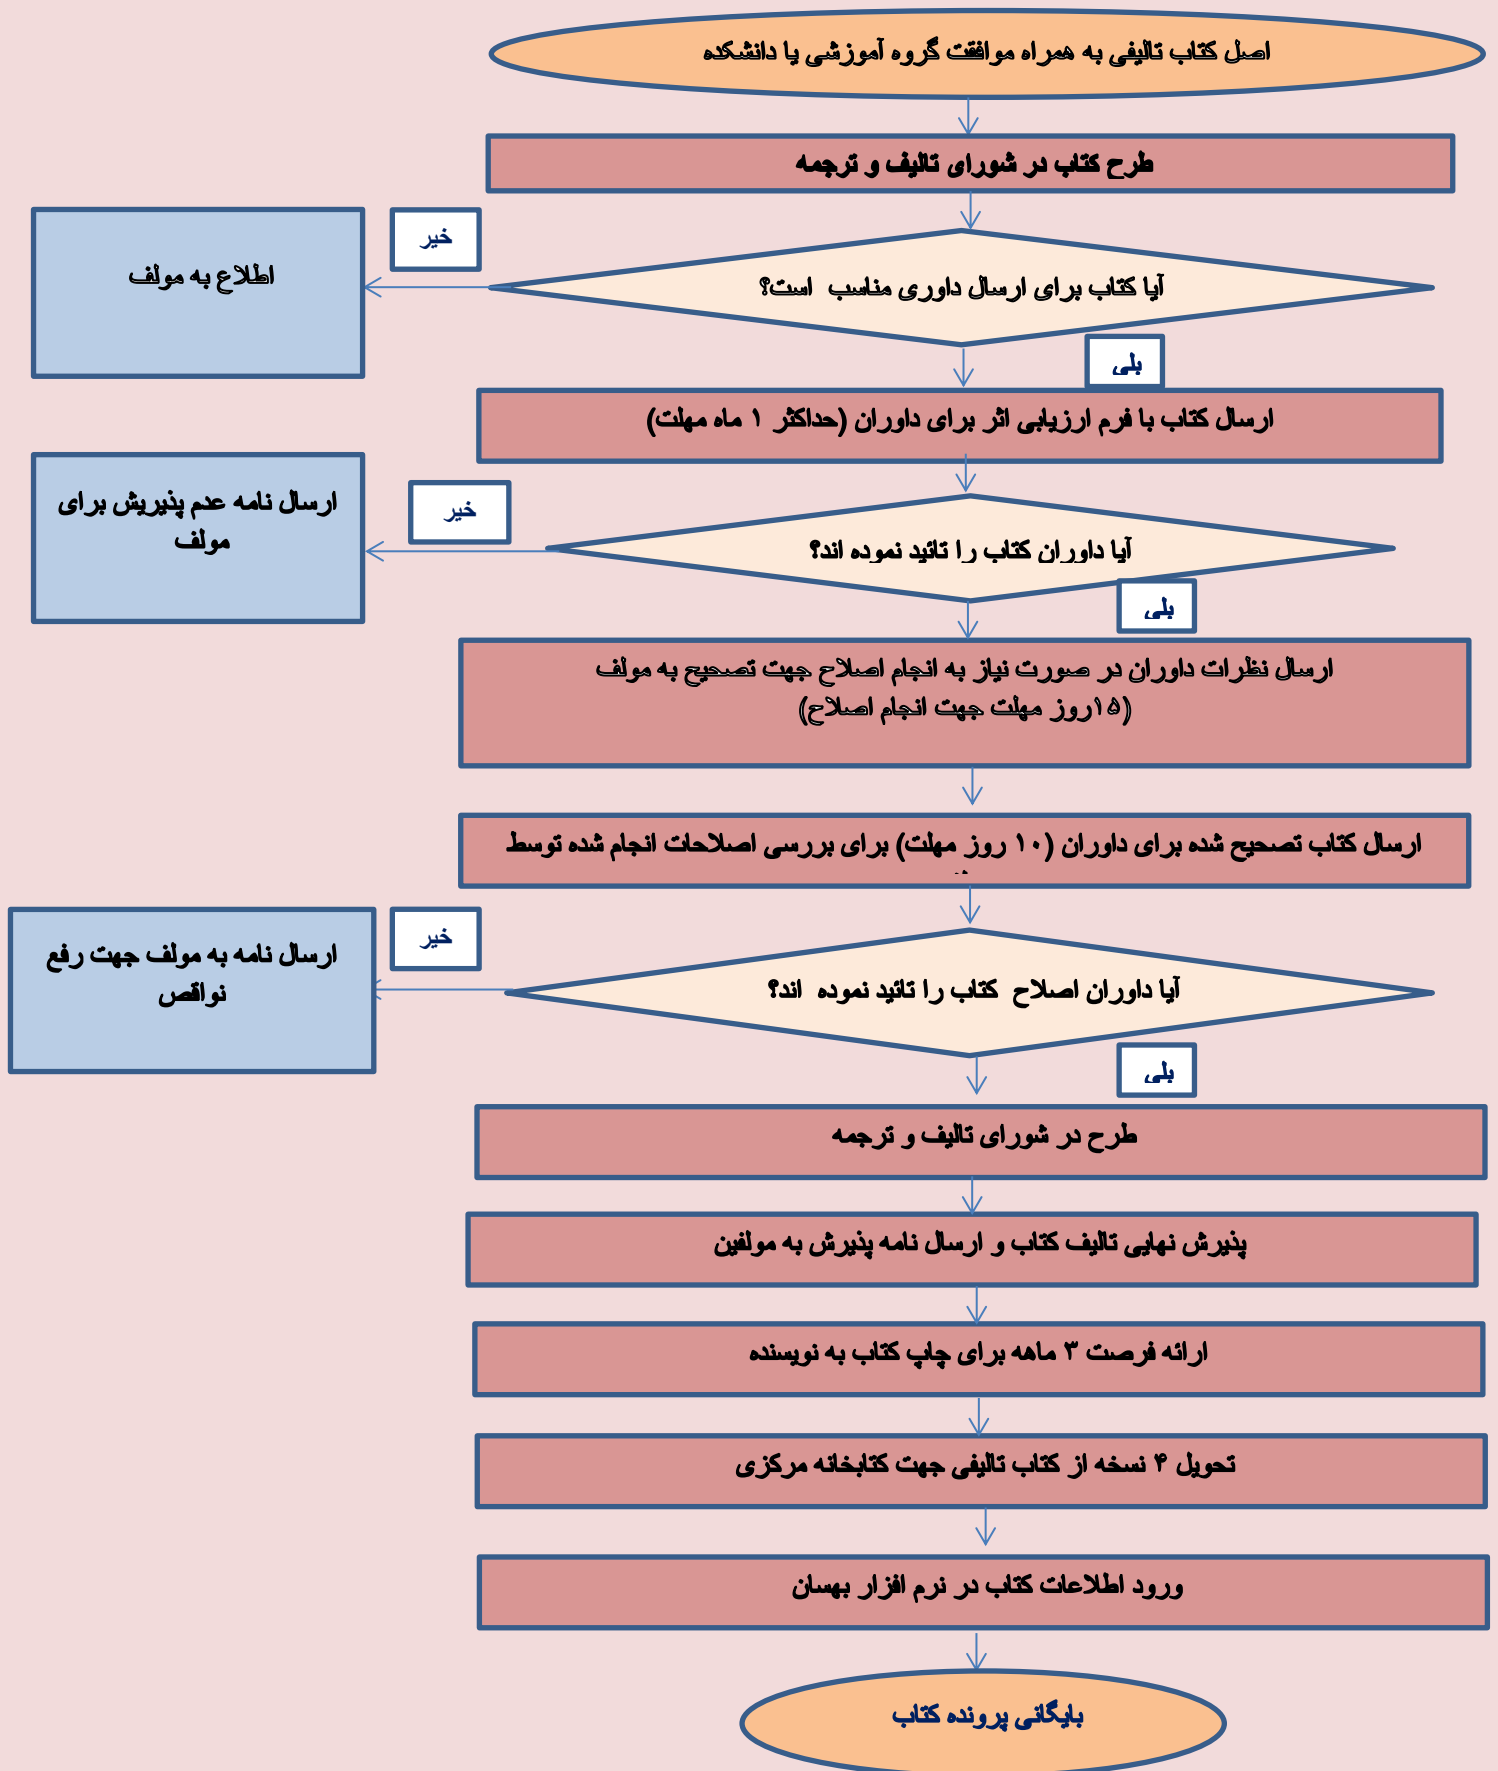 اصل کتاب تالیفی به همراه موافقت گروه آموزشی یا دانشکده
طرح کتاب در شورای تالیف و ترجمه
آیا کتاب برای ارسال داوری مناسب است؟
خیر
اطلاع به مولف
بلی
ارسال کتاب با فرم ارزیابی اثر برای داوران (حداکثر ۱ ماه مهلت)
آیا داوران کتاب را تائید نموده اند؟
خیر
ارسال نامه عدم پذیریش برای
مولف
بلی
ارسال نظرات داوران در صورت نیاز به انجام اصلاح جهت تصحیح به مولف
(۱۵روز مهلت جهت انجام اصلاح)
ارسال کتاب تصحیح شده برای داوران (۱۰ روز مهلت) برای بررسی اصلاحات انجام شده توسط
آیا داوران اصلاح کتاب را تائید نموده اند؟
خیر
ارسال نامه به مولف جهت رفع
نواقص
بلی
طرح در شورای تالیف و ترجمه
پذیرش نهایی تالیف کتاب و ارسال نامه پذیرش به مولفین
ارائه فرصت ۳ ماهه برای چاپ کتاب به نویسنده
تحویل ۴ نسخه از کتاب تالیفی جهت کتابخانه مرکزی
ورود اطلاعات کتاب در نرم افزار بهسان
بایگانی پرونده کتاب